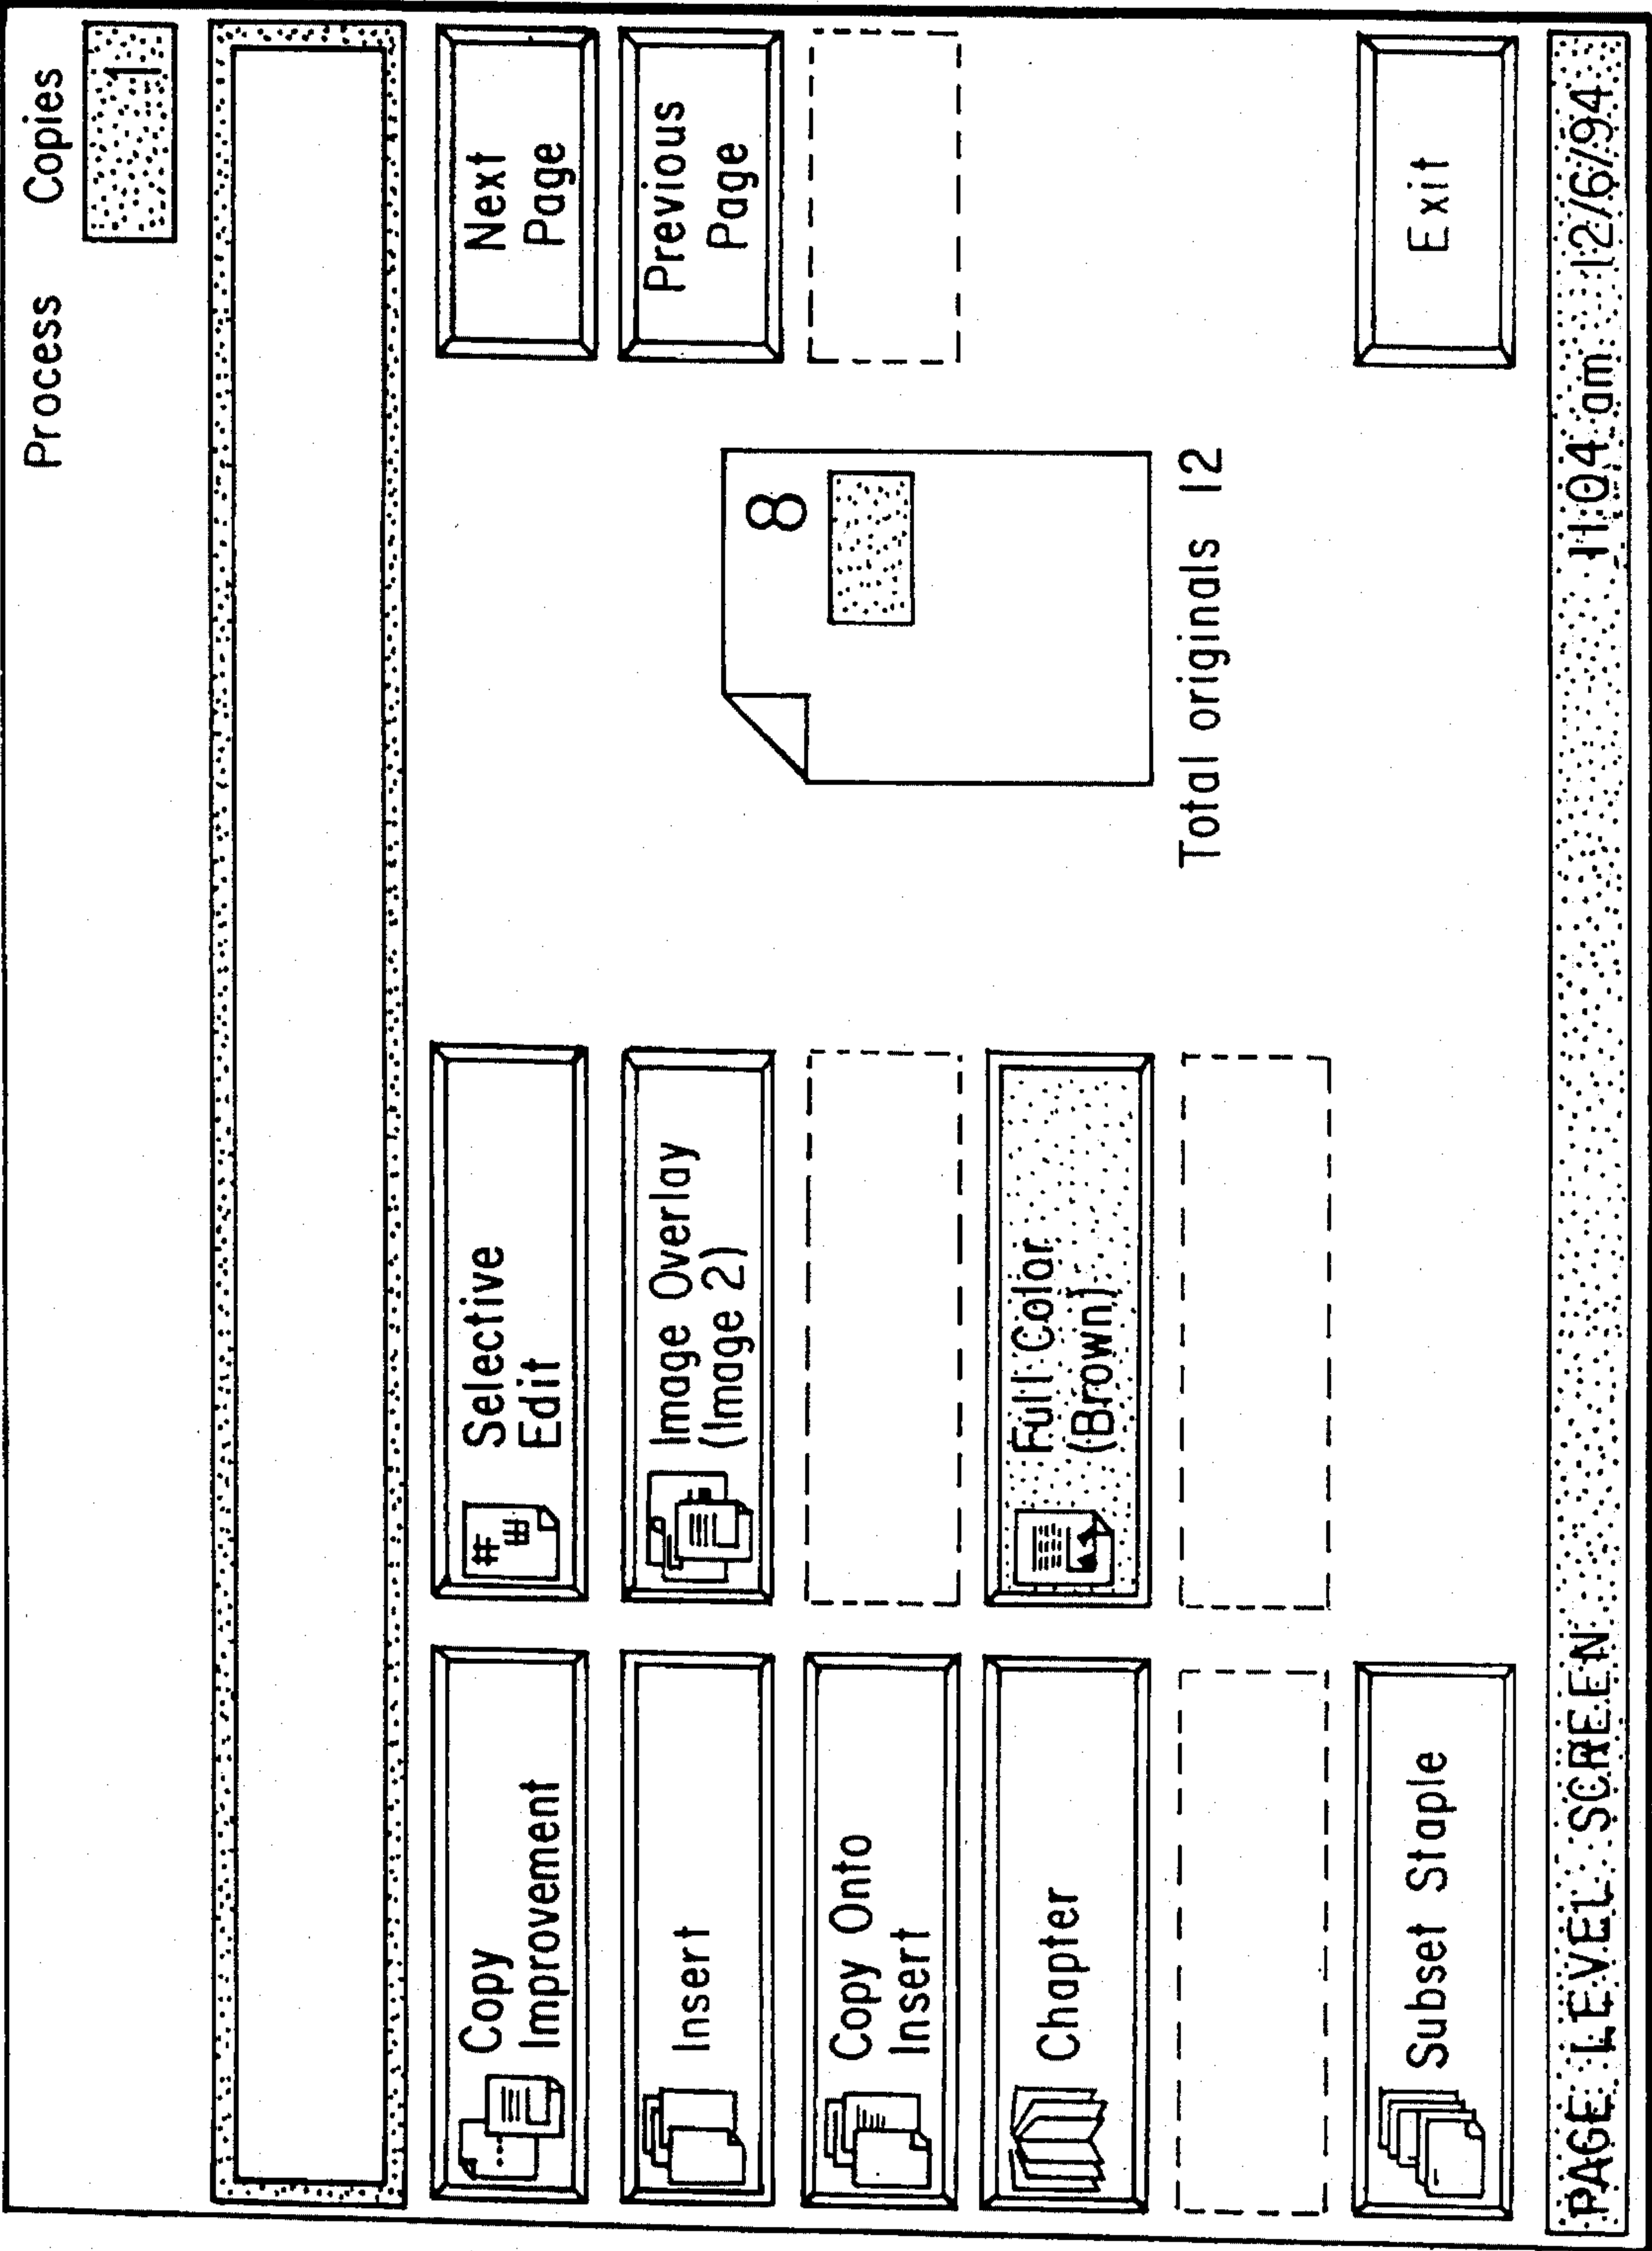 Process Copies
1
Copy
Improvement
Selective
Edit
Next
Page
Insert
Image Overlay
(Image 2)
Previous
Page
Copy Onto
Insert
8
Chapter
Full Color
(Brown)
Total originals 12
Subset Staple
Exit
PAGE LEVEL SCREEN 11:04 am 12/6/94